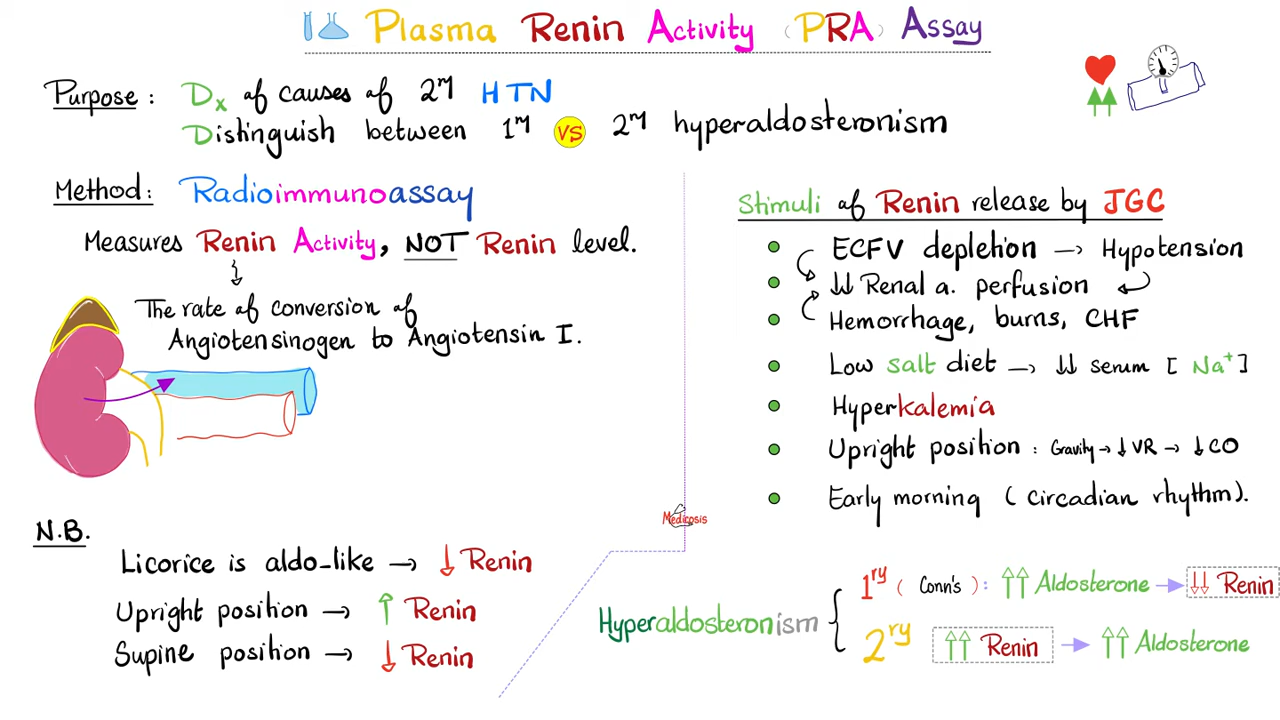 Plasma Renin Activity (PRA) Assay
Purpose: Dx of causes of 2ry HTN
Distinguish between 1ry VS 2ry hyperaldosteronism
Method: Radioimmunoassay
Measures Renin Activity, NOT Renin level.
The rate of conversion of
Angiotensinogen to Angiotensin I.
N.B.
Licorice is aldo-like → ↓ Renin
Upright position → ↑ Renin
Supine position → ↓ Renin
Medicosis
Stimuli of Renin release by JGC
ECFV depletion → Hypotension
↓↓ Renal a. perfusion
Hemorrhage, burns, CHF
Low salt diet → ↓↓ serum [Na+]
Hyperkalemia
Upright position : Gravity → ↓ VR → ↓ CO
Early morning (circadian rhythm).
Hyperaldosteronism
1ry (Conn's): ↑↑ Aldosterone → ↓↓ Renin
2ry ↑↑ Renin → ↑↑ Aldosterone